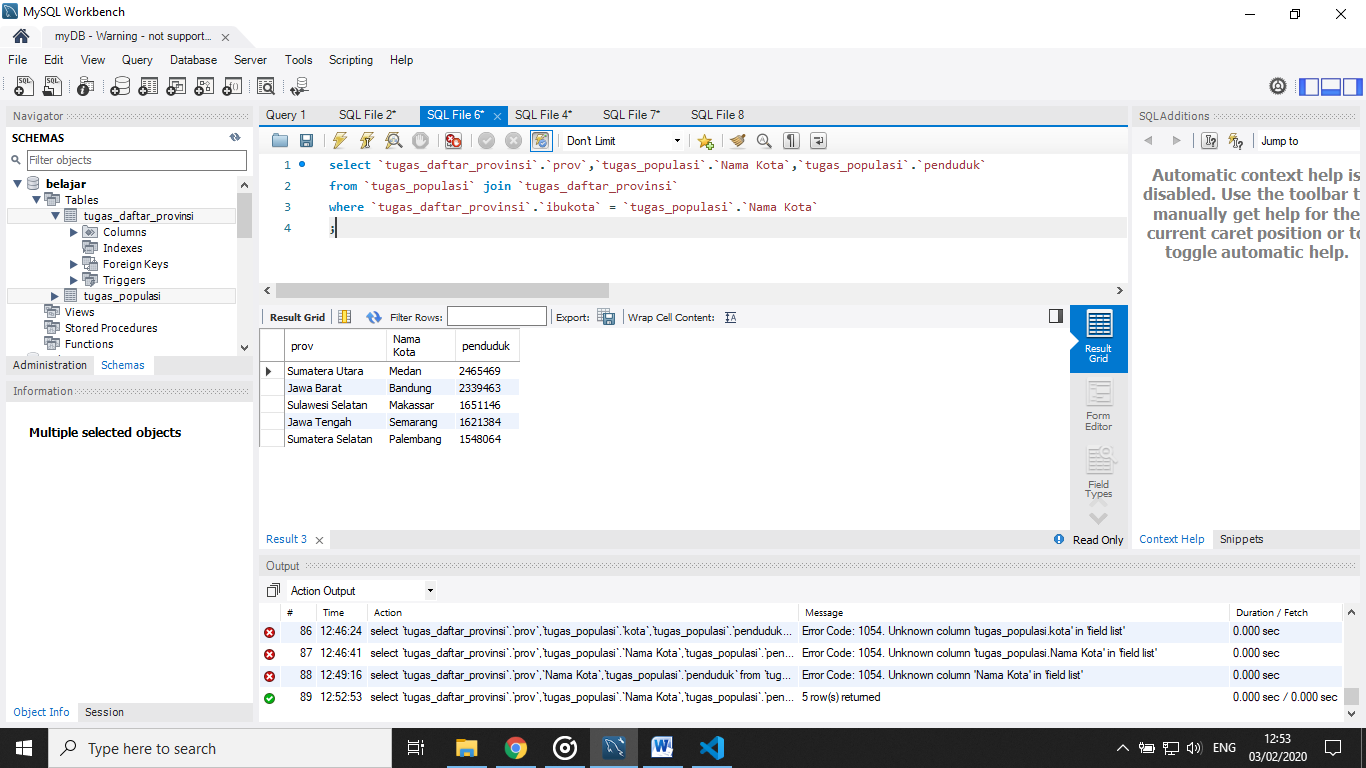 MySQL Workbench
myDB - Warning - not support...
File Edit View Query Database Server Tools Scripting Help
Navigator
SCHEMAS
Filter objects
belajar
Tables
tugas_daftar_provinsi
Columns
Indexes
Foreign Keys
Triggers
tugas_populasi
Views
Stored Procedures
Functions
Administration Schemas
Information
Multiple selected objects
Object Info Session
Query 1 SQL File 2* SQL File 6* SQL File 4* SQL File 7* SQL File 8
Don't Limit
1 select `tugas_daftar_provinsi`.`prov`,`tugas_populasi`.`Nama Kota`,`tugas_populasi`.`penduduk`
2 from `tugas_populasi` join `tugas_daftar_provinsi`
3 where `tugas_daftar_provinsi`.`ibukota` = `tugas_populasi`.`Nama Kota`
4 ;
Result Grid Filter Rows: Export: Wrap Cell Content:
prov Nama Kota penduduk
Sumatera Utara Medan 2465469
Jawa Barat Bandung 2339463
Sulawesi Selatan Makassar 1651146
Jawa Tengah Semarang 1621384
Sumatera Selatan Palembang 1548064
Result Grid
Form Editor
Field Types
Result 3
Read Only
SQLAdditions
Jump to
Automatic context help is
disabled. Use the toolbar t
manually get help for the
current caret position or to
toggle automatic help.
Context Help Snippets
Output
Action Output
# Time Action Message Duration / Fetch
86 12:46:24 select `tugas_daftar_provinsi`.`prov`,`tugas_populasi`.`kota`,`tugas_populasi`.`penduduk... Error Code: 1054. Unknown column 'tugas_populasi.kota' in 'field list' 0.000 sec
87 12:46:41 select `tugas_daftar_provinsi`.`prov`,`tugas_populasi`.`Nama Kota`,`tugas_populasi`.`pen... Error Code: 1054. Unknown column 'tugas_populasi.Nama Kota' in 'field list' 0.000 sec
88 12:49:16 select `tugas_daftar_provinsi`.`prov`,`Nama Kota`,`tugas_populasi`.`penduduk` from `tug... Error Code: 1054. Unknown column 'Nama Kota' in 'field list' 0.000 sec
89 12:52:53 select `tugas_daftar_provinsi`.`prov`,`tugas_populasi`.`Nama Kota`,`tugas_populasi`.`pen... 5 row(s) returned 0.000 sec / 0.000 sec
Type here to search
ENG
12:53
03/02/2020